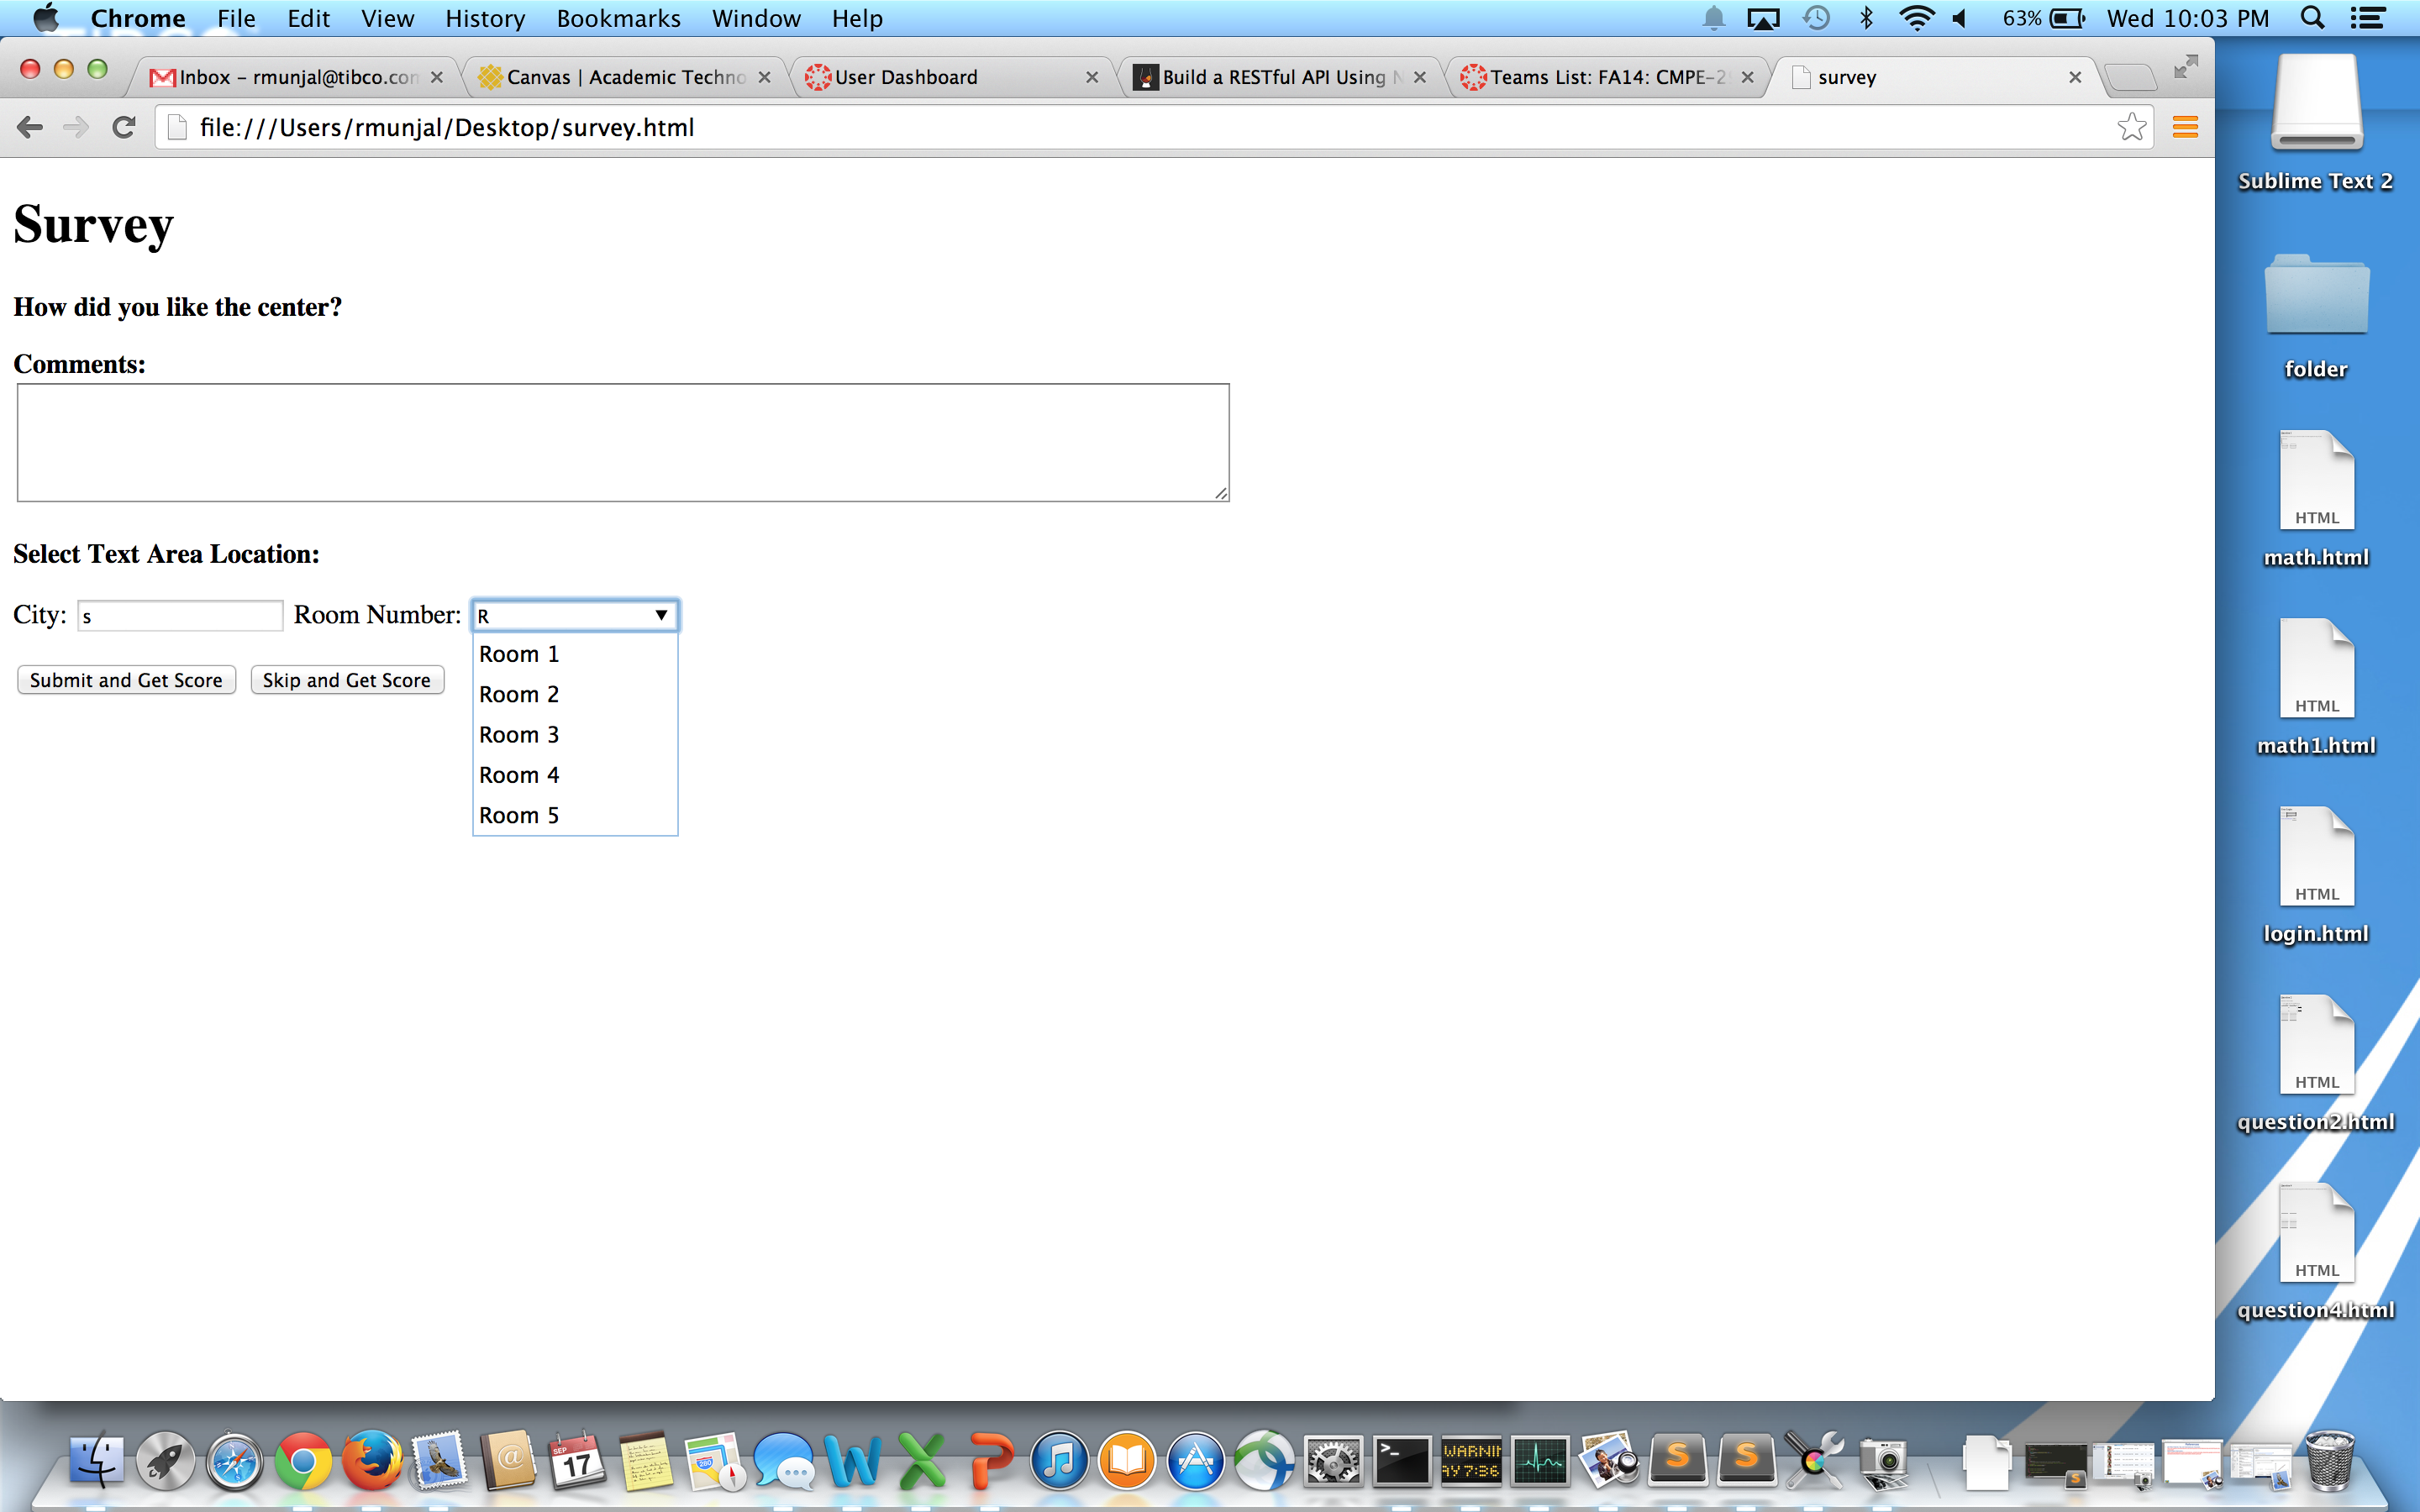 Chrome File Edit View History Bookmarks Window Help 63% Wed 10:03 PM
Inbox - rmunjal@tibco.con Canvas | Academic Techno User Dashboard Build a RESTful API Using N Teams List: FA14: CMPE-2 survey
file:///Users/rmunjal/Desktop/survey.html
Survey
How did you like the center?
Comments:
Select Text Area Location:
City: s Room Number: R
Room 1
Room 2
Room 3
Room 4
Room 5
Submit and Get Score Skip and Get Score
Sublime Text 2
folder
HTML
math.html
HTML
math1.html
HTML
login.html
HTML
question2.html
HTML
question4.html
SEP
17
280
WARNIN
AY 7:36